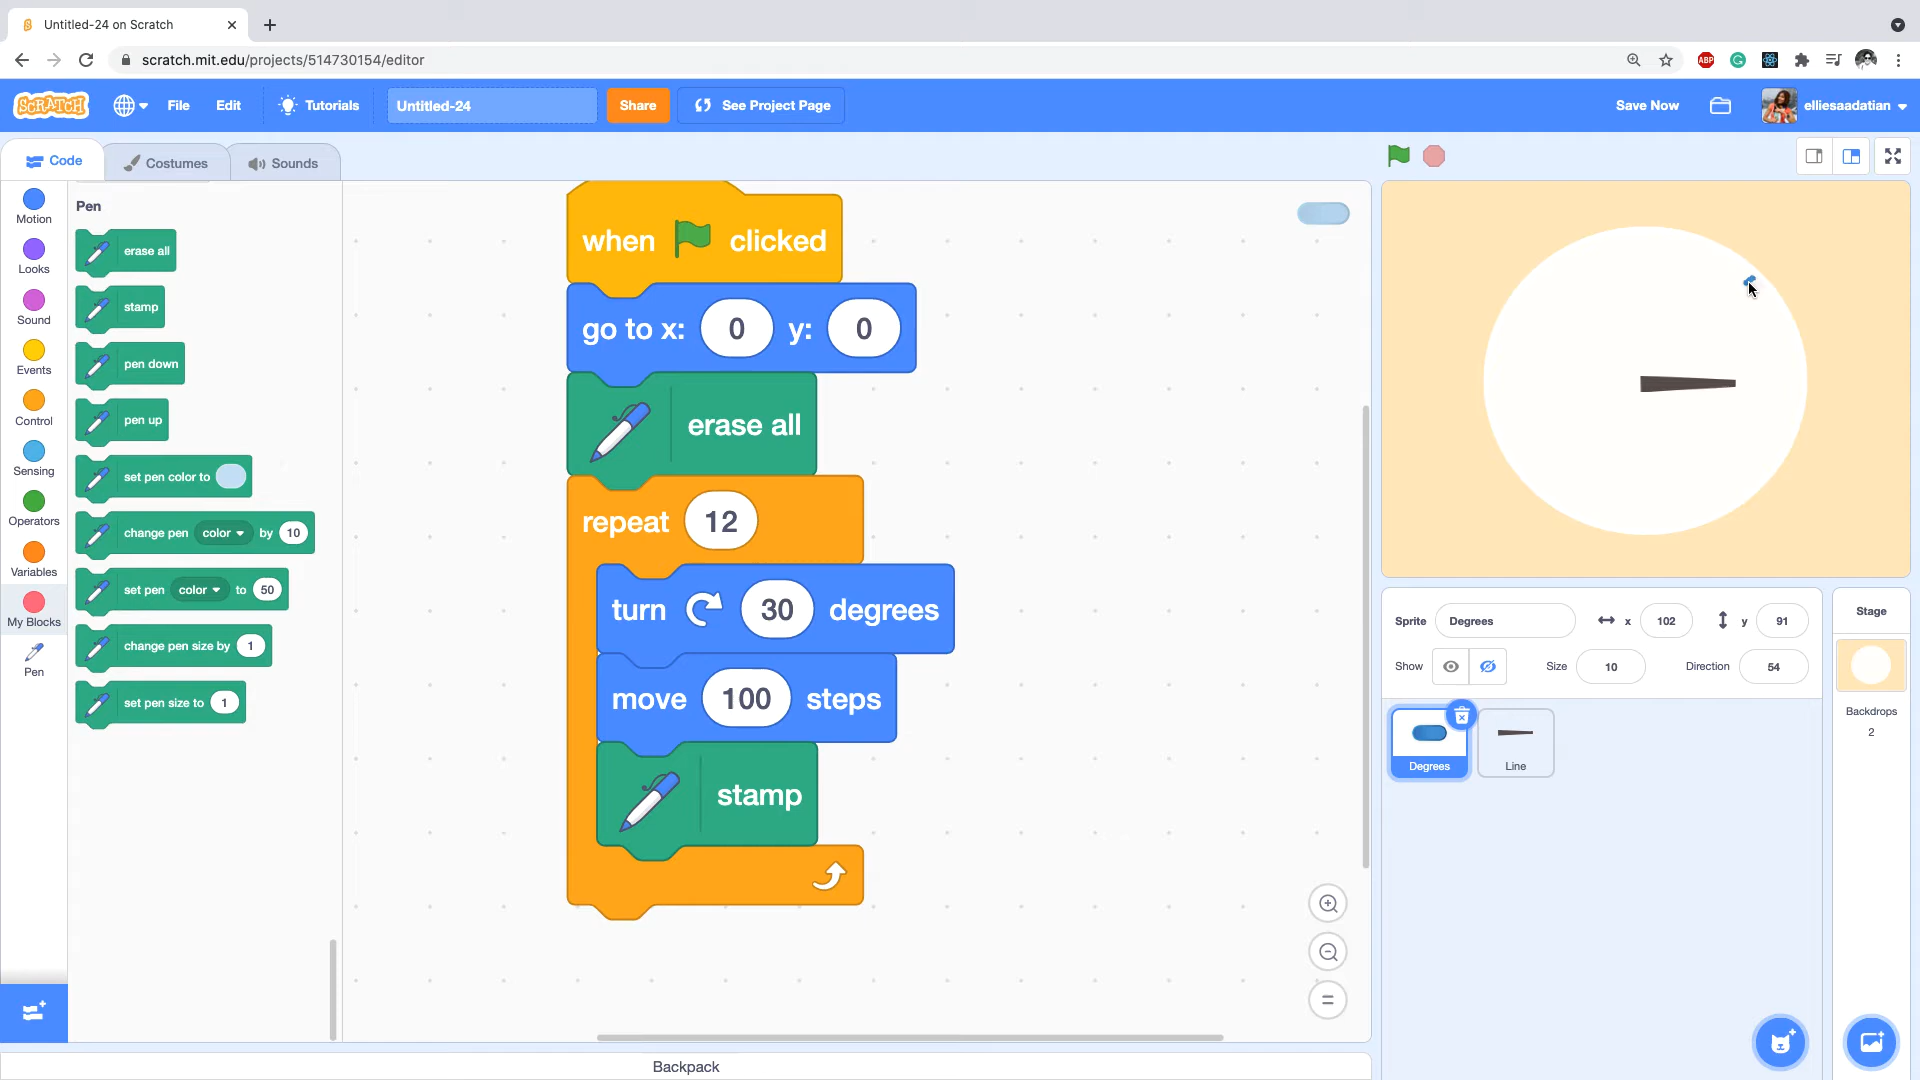 Untitled-24 on Scratch
scratch.mit.edu/projects/514730154/editor
ABP
SCRATCH
File
Edit
Tutorials
Untitled-24
Share
See Project Page
Save Now
elliesaadatian
Code
Costumes
Sounds
Motion
Looks
Sound
Events
Control
Sensing
Operators
Variables
My Blocks
Pen
Pen
erase all
stamp
pen down
pen up
set pen color to
change pen color by 10
set pen color to 50
change pen size by 1
set pen size to 1
when clicked
go to x: 0 y: 0
erase all
repeat 12
turn 30 degrees
move 100 steps
stamp
Sprite Degrees x 102 y 91
Show Size 10 Direction 54
Degrees
Line
Stage
Backdrops
2
Backpack